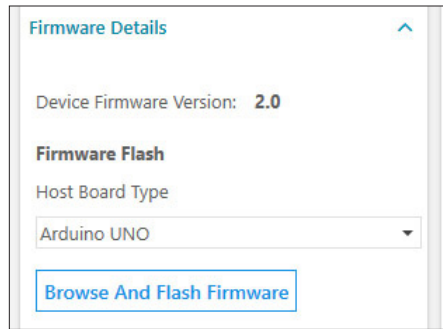 Firmware Details
Device Firmware Version: 2.0
Firmware Flash
Host Board Type
Arduino UNO
Browse And Flash Firmware